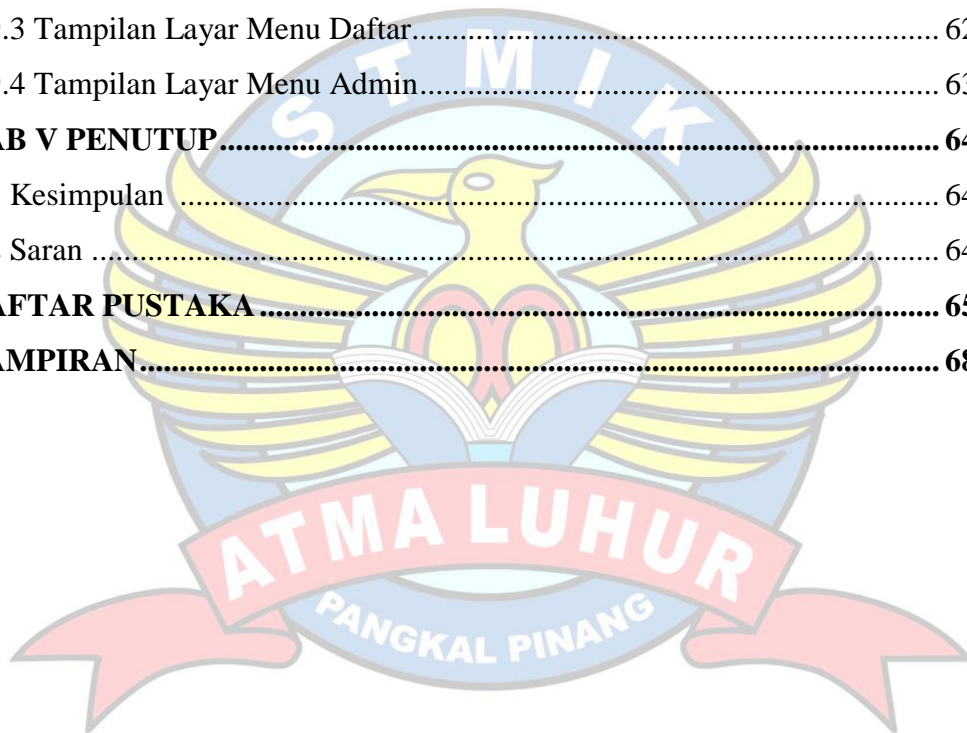 .3 Tampilan Layar Menu Daftar.......................................................................... 62
.4 Tampilan Layar Menu Admin......................................................................... 63
AB V PENUTUP.................................................................................................... 64
Kesimpulan .......................................................................................................... 64
Saran ..................................................................................................................... 64
AFTAR PUSTAKA .............................................................................................. 65
AMPIRAN............................................................................................................. 68
STMIK
ATMA LUHUR
PANGKAL PINANG